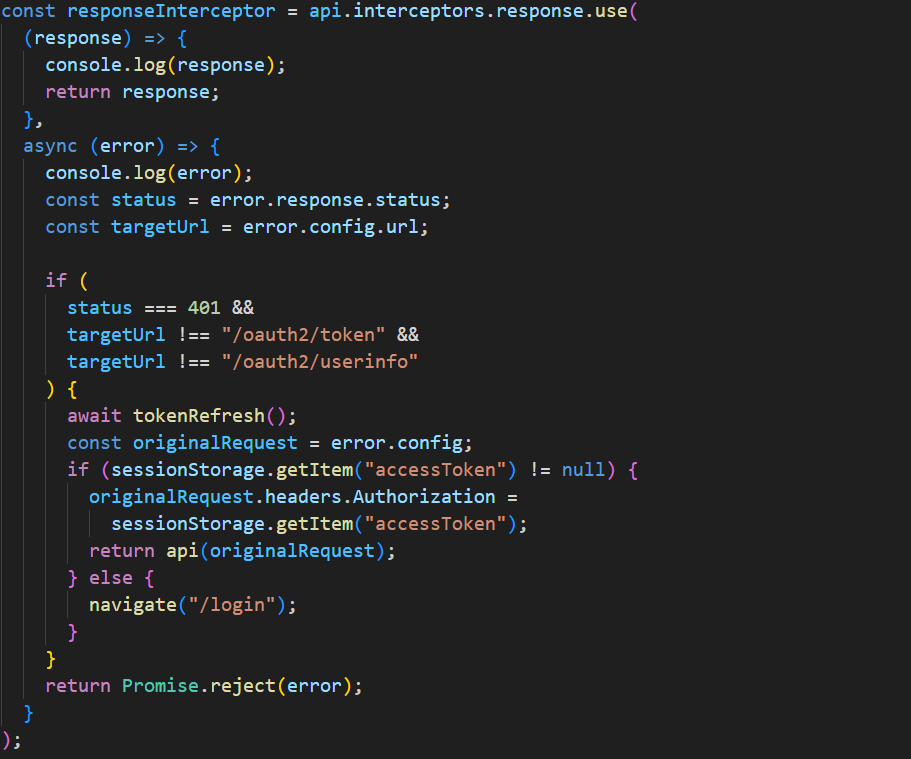 const responseInterceptor = api.interceptors.response.use(
  (response) => {
    console.log(response);
    return response;
  },
  async (error) => {
    console.log(error);
    const status = error.response.status;
    const targetUrl = error.config.url;

    if (
      status === 401 &&
      targetUrl !== "/oauth2/token" &&
      targetUrl !== "/oauth2/userinfo"
    ) {
      await tokenRefresh();
      const originalRequest = error.config;
      if (sessionStorage.getItem("accessToken") != null) {
        originalRequest.headers.Authorization =
          sessionStorage.getItem("accessToken");
        return api(originalRequest);
      } else {
        navigate("/login");
      }
    }
    return Promise.reject(error);
  }
);